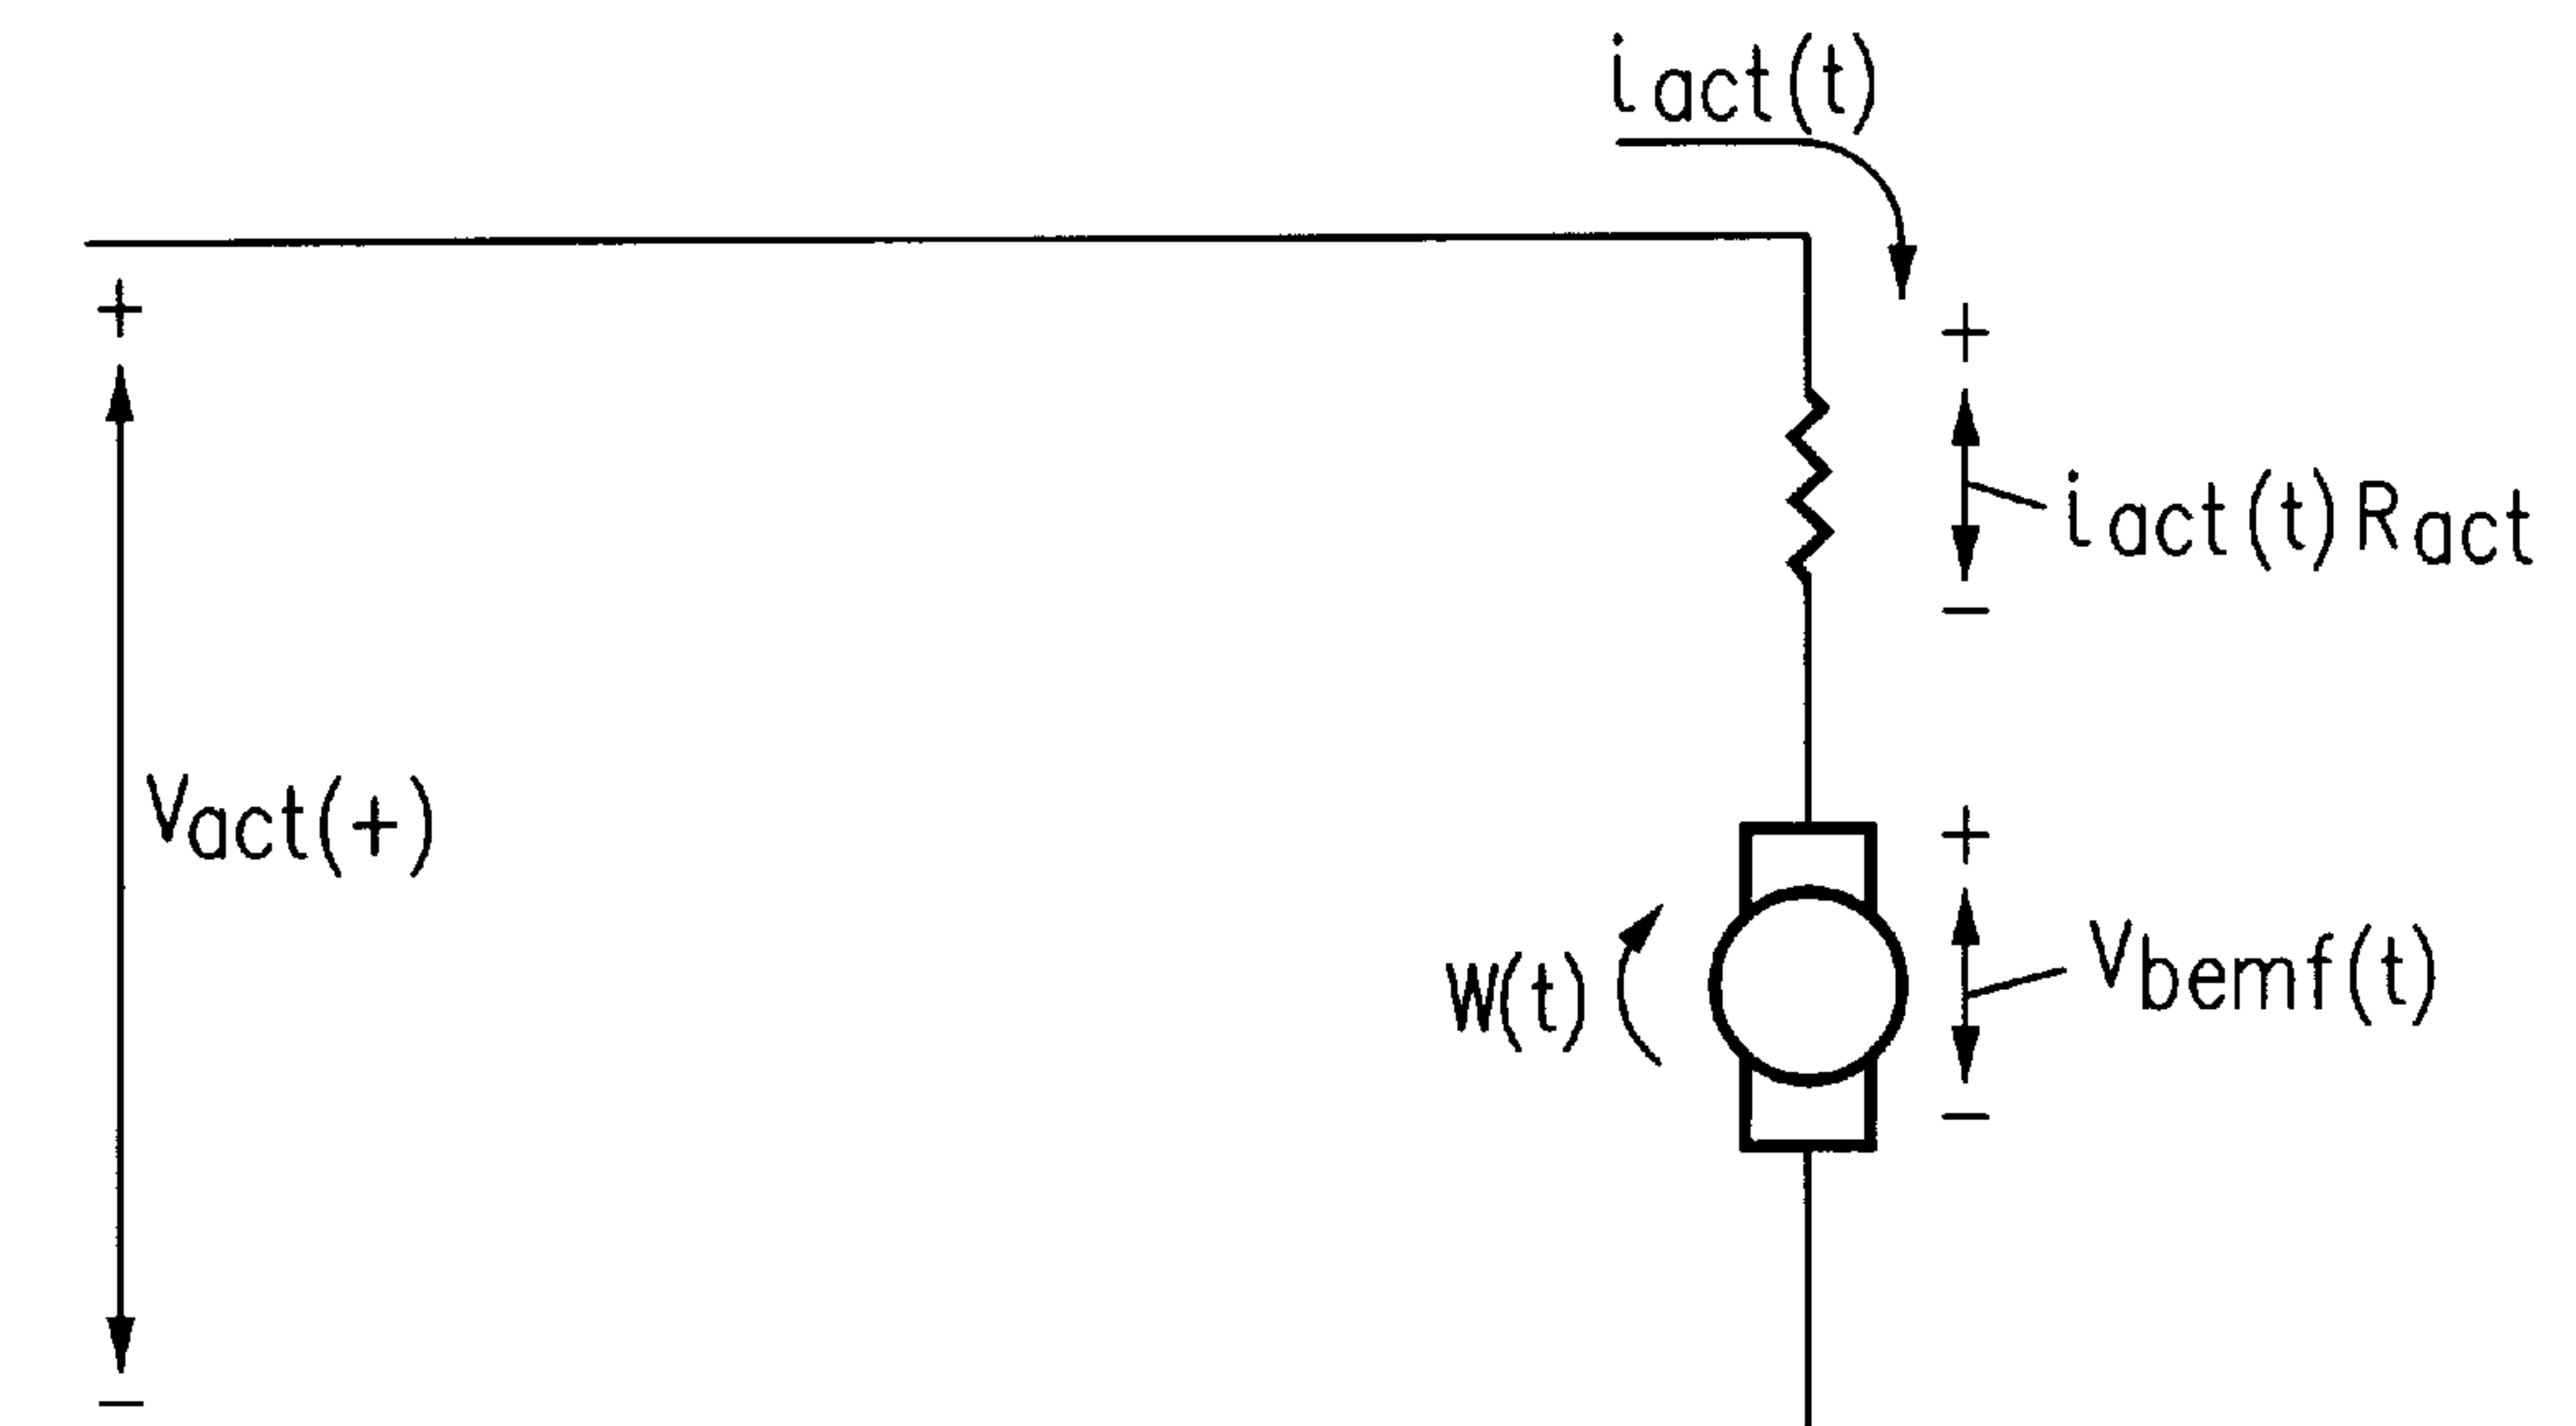 iact(t)
+
+
iact(t)Ract
−
Vact(+)
+
W(t)
Vbemf(t)
−
−